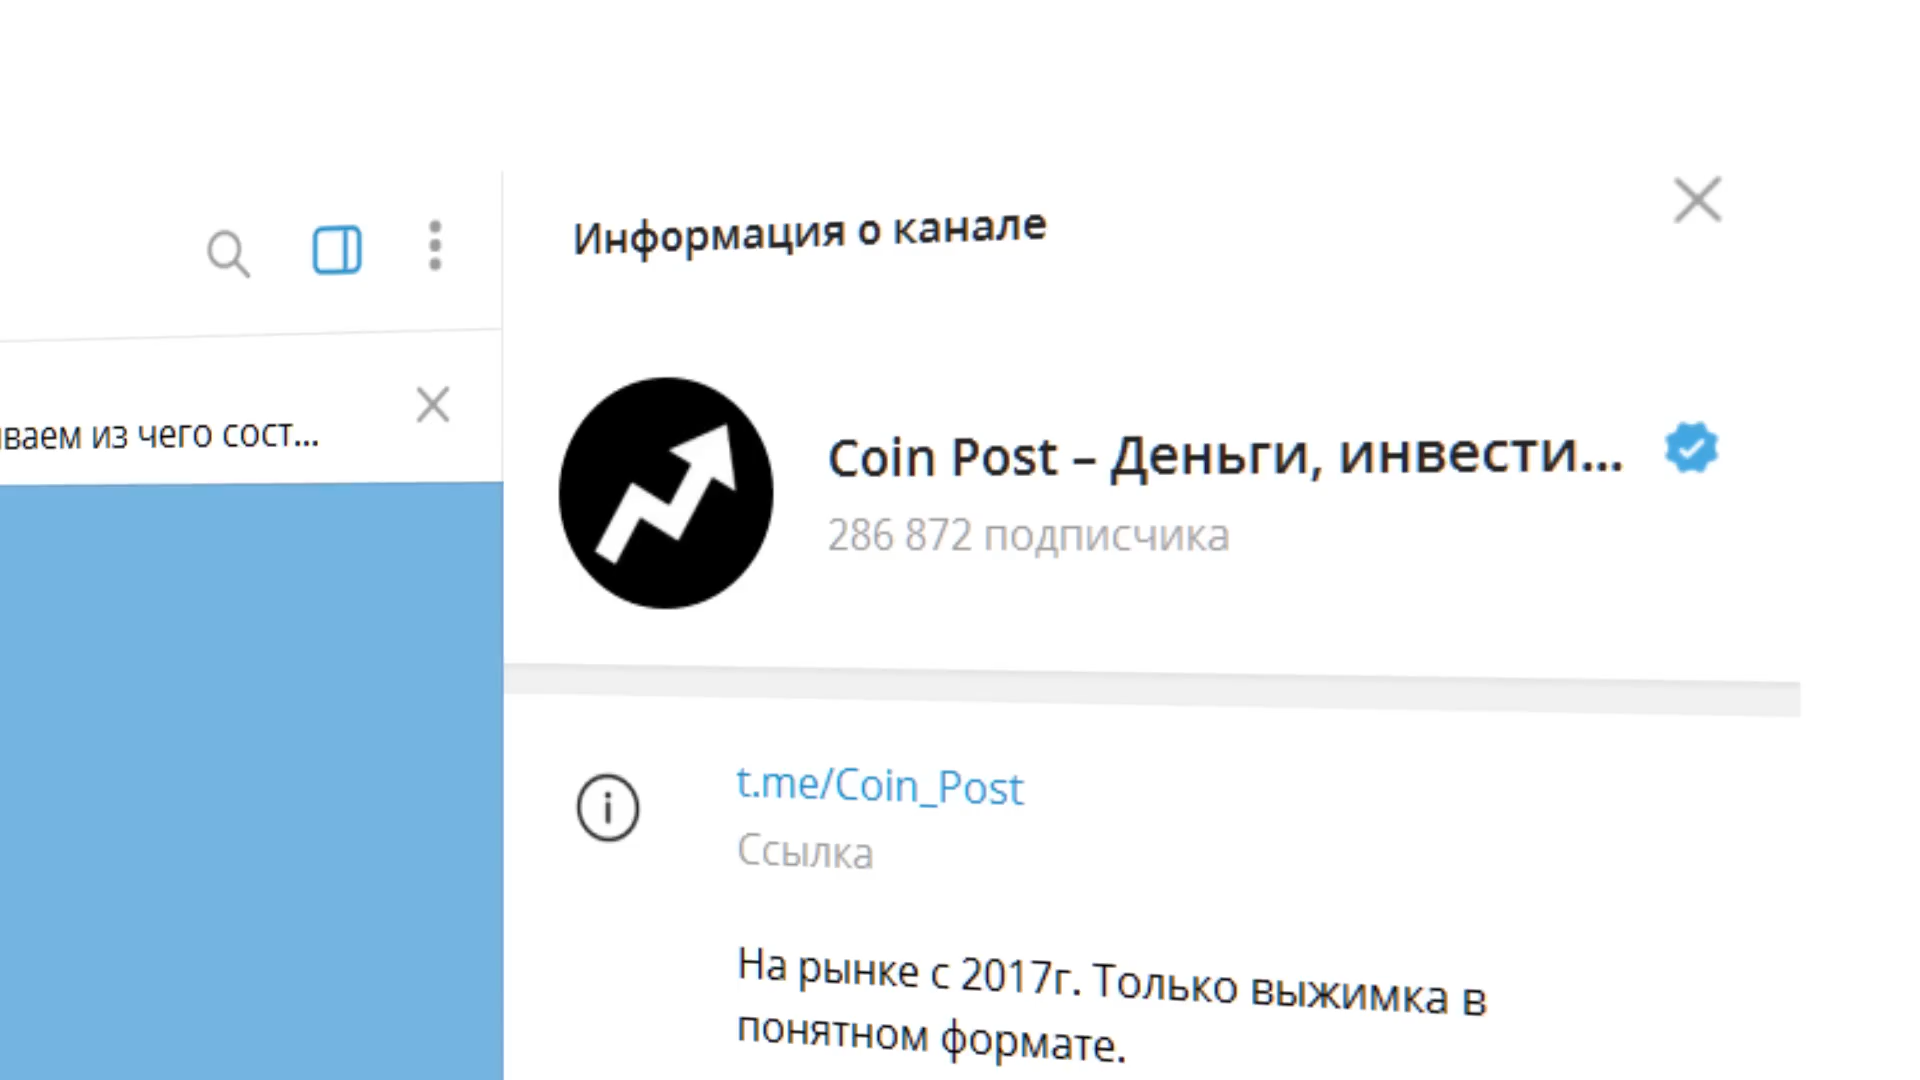 Информация о канале
из чего сост...
Coin Post – Деньги, инвести...
286 872 подписчика
t.me/Coin_Post
Ссылка
На рынке с 2017г. Только выжимка в
понятном формате.